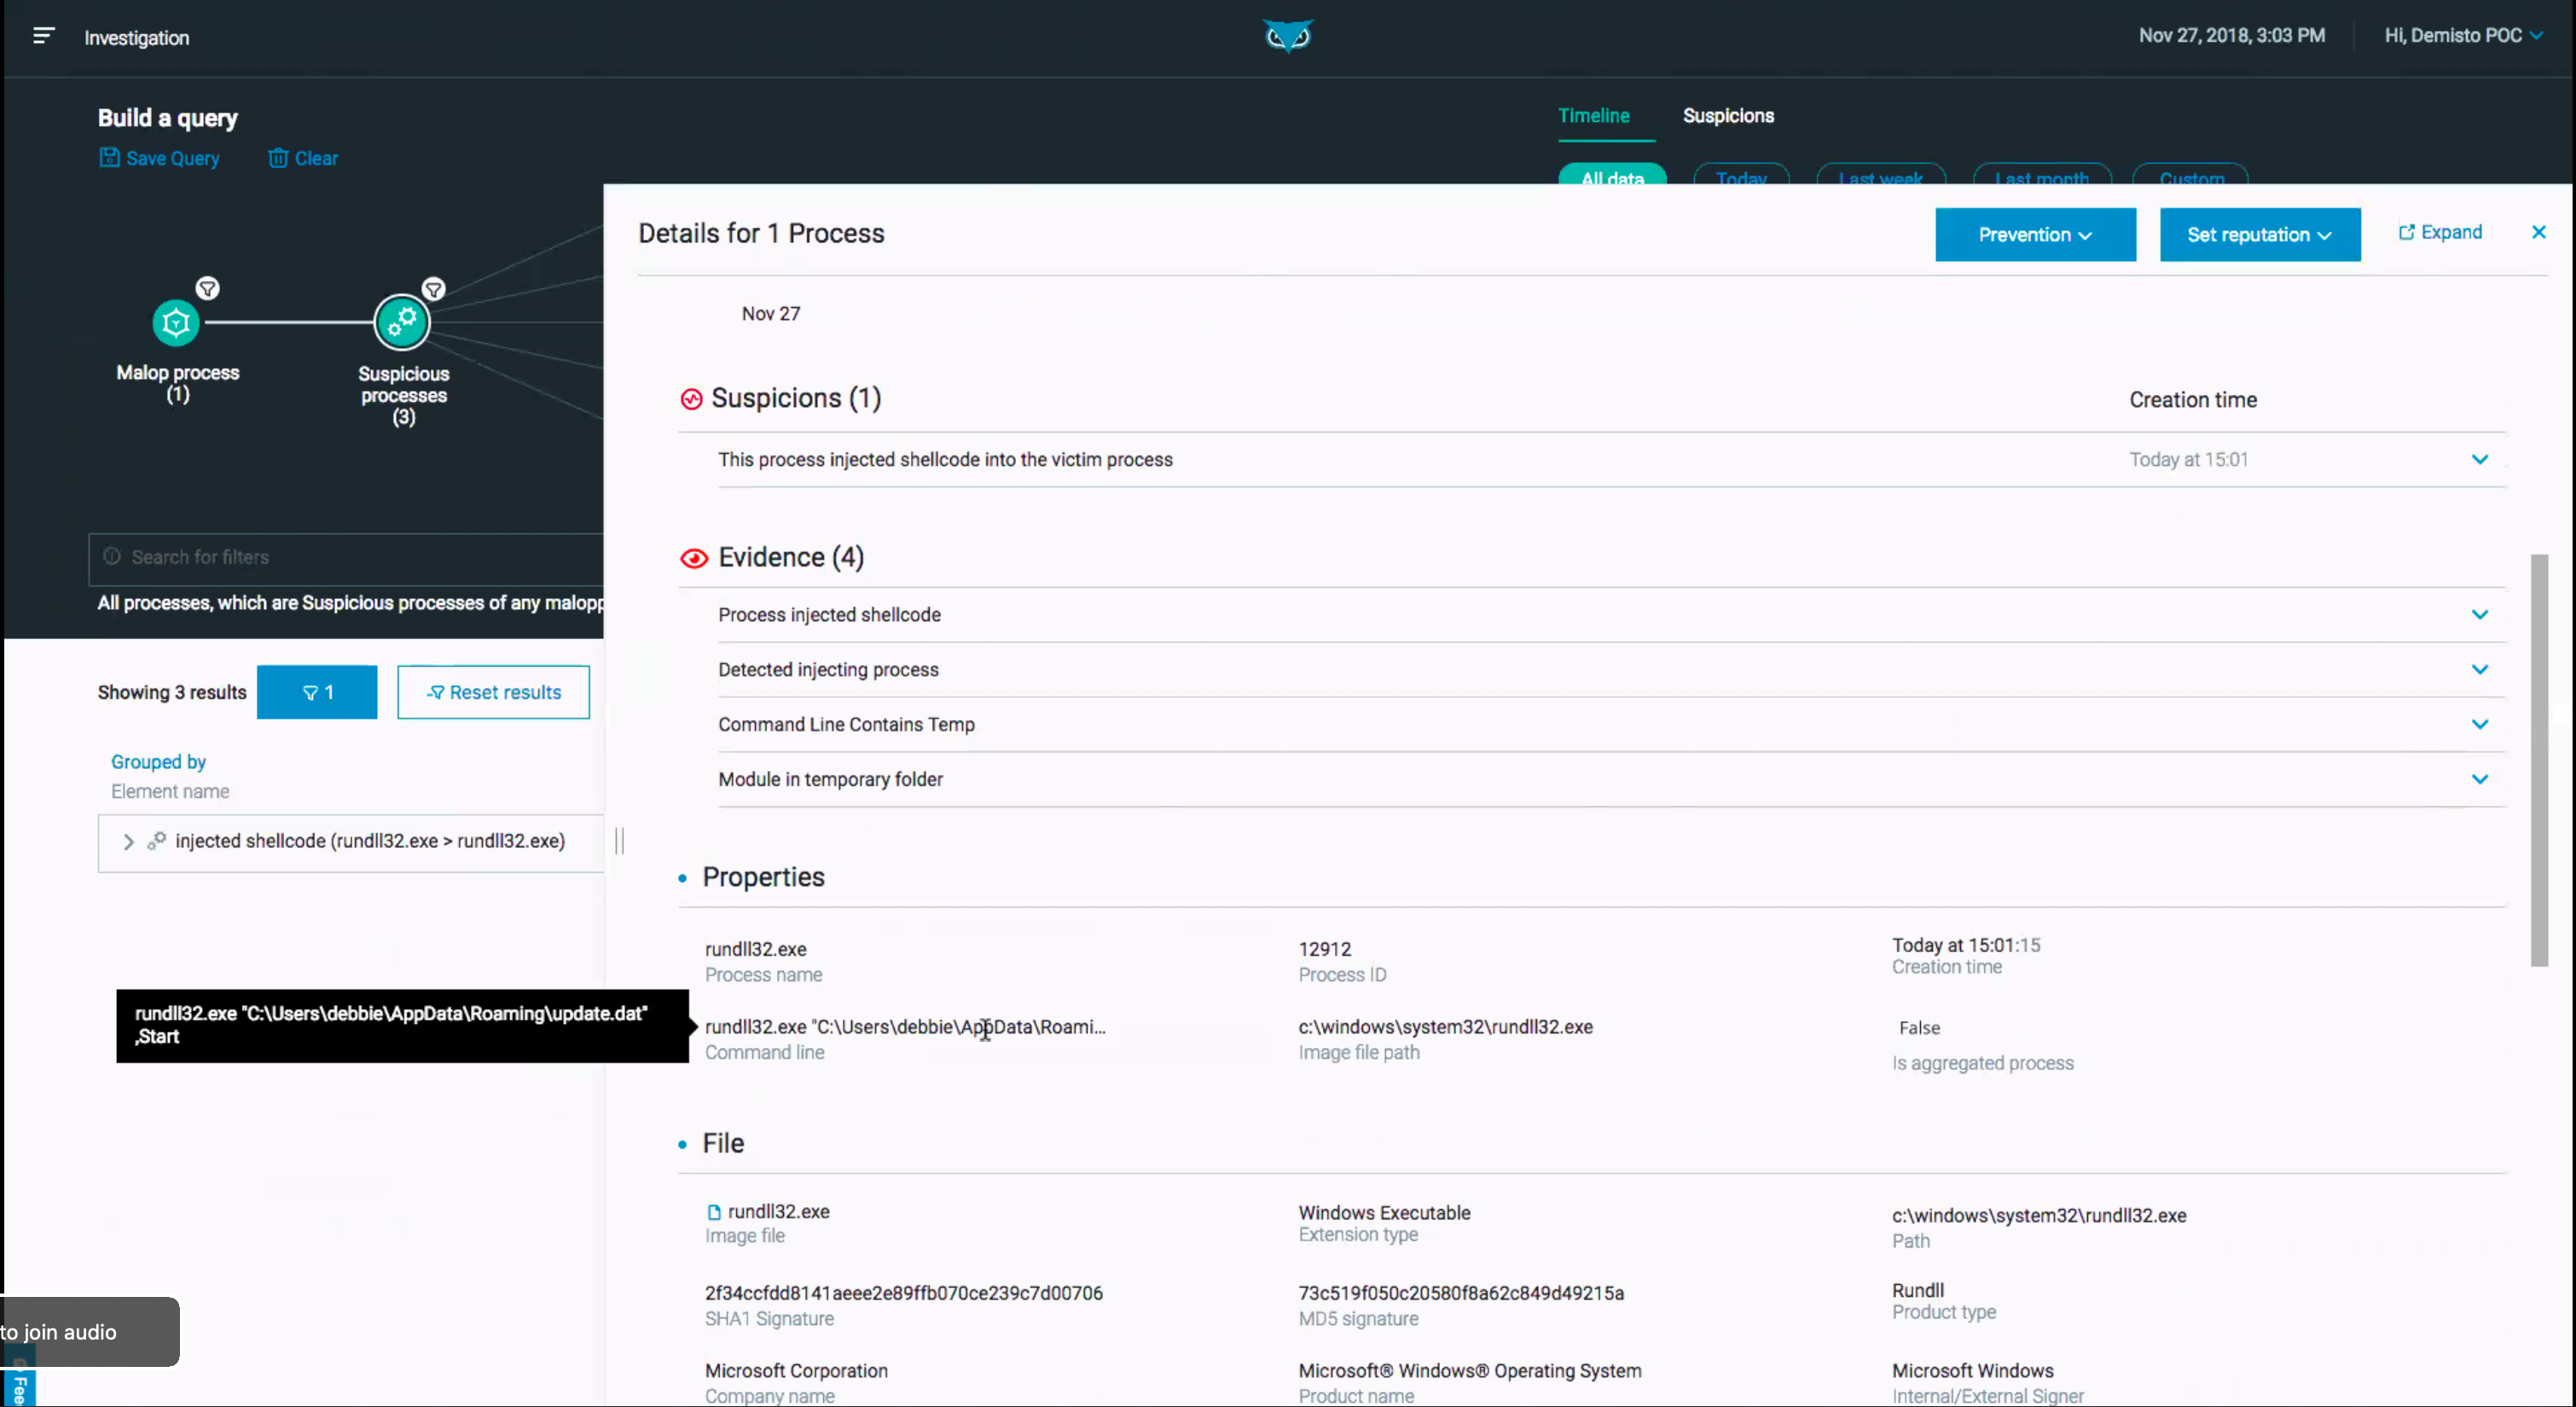 Investigation
Nov 27, 2018, 3:03 PM
Hi, Demisto POC
Build a query
Save Query
Clear
Timeline
Suspicions
All data
Today
Last week
Last month
Custom
Malop process
(1)
Suspicious
processes
(3)
Search for filters
All processes, which are Suspicious processes of any malopp
Showing 3 results
1
Reset results
Grouped by
Element name
injected shellcode (rundll32.exe > rundll32.exe)
Details for 1 Process
Prevention
Set reputation
Expand
Nov 27
Suspicions (1)
Creation time
This process injected shellcode into the victim process
Today at 15:01
Evidence (4)
Process injected shellcode
Detected injecting process
Command Line Contains Temp
Module in temporary folder
Properties
rundll32.exe
Process name
12912
Process ID
Today at 15:01:15
Creation time
rundll32.exe "C:\Users\debbie\AppData\Roaming\update.dat"
,Start
rundll32.exe "C:\Users\debbie\AppData\Roami...
Command line
c:\windows\system32\rundll32.exe
Image file path
False
Is aggregated process
File
rundll32.exe
Image file
Windows Executable
Extension type
c:\windows\system32\rundll32.exe
Path
2f34ccfdd8141aeee2e89ffb070ce239c7d00706
SHA1 Signature
73c519f050c20580f8a62c849d49215a
MD5 signature
Rundll
Product type
Microsoft Corporation
Company name
Microsoft® Windows® Operating System
Product name
Microsoft Windows
Internal/External Signer
to join audio
Fee